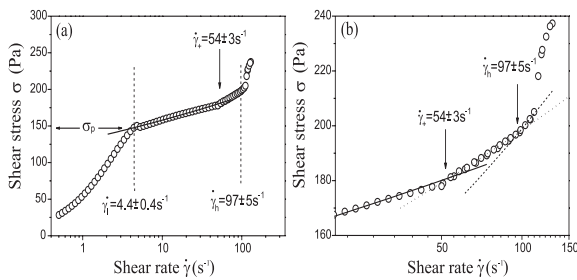 (a)
300
250
200
150
100
50
0
Shear stress σ (Pa)
γ̇₊=54±3s⁻¹
σₚ
γ̇ₗ=4.4±0.4s⁻¹
γ̇ₕ=97±5s⁻¹
1
10
100
Shear rate γ̇ (s⁻¹)
(b)
240
220
200
180
160
Shear stress σ (Pa)
γ̇ₕ=97±5s⁻¹
γ̇₊=54±3s⁻¹
50
100
150
Shear rate γ̇ (s⁻¹)